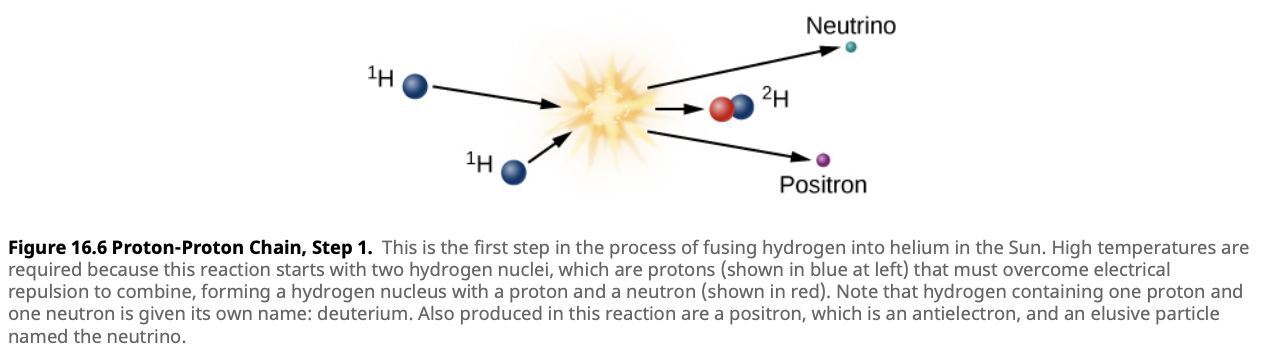 Neutrino
¹H
²H
¹H
Positron
Figure 16.6 Proton-Proton Chain, Step 1. This is the first step in the process of fusing hydrogen into helium in the Sun. High temperatures are
required because this reaction starts with two hydrogen nuclei, which are protons (shown in blue at left) that must overcome electrical
repulsion to combine, forming a hydrogen nucleus with a proton and a neutron (shown in red). Note that hydrogen containing one proton and
one neutron is given its own name: deuterium. Also produced in this reaction are a positron, which is an antielectron, and an elusive particle
named the neutrino.